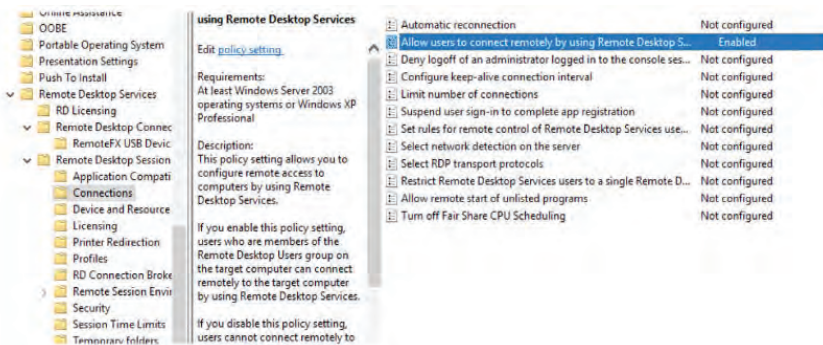 Online Assistance
OOBE
Portable Operating System
Presentation Settings
Push To Install
Remote Desktop Services
RD Licensing
Remote Desktop Connec
RemoteFX USB Devic
Remote Desktop Session
Application Compati
Connections
Device and Resource
Licensing
Printer Redirection
Profiles
RD Connection Broke
Remote Session Envir
Security
Session Time Limits
Temporary folders
using Remote Desktop Services
Edit policy setting
Requirements:
At least Windows Server 2003
operating systems or Windows XP
Professional
Description:
This policy setting allows you to
configure remote access to
computers by using Remote
Desktop Services.
If you enable this policy setting,
users who are members of the
Remote Desktop Users group on
the target computer can connect
remotely to the target computer
by using Remote Desktop Services.
If you disable this policy setting,
users cannot connect remotely to
Automatic reconnection Not configured
Allow users to connect remotely by using Remote Desktop S... Enabled
Deny logoff of an administrator logged in to the console ses... Not configured
Configure keep-alive connection interval Not configured
Limit number of connections Not configured
Suspend user sign-in to complete app registration Not configured
Set rules for remote control of Remote Desktop Services use... Not configured
Select network detection on the server Not configured
Select RDP transport protocols Not configured
Restrict Remote Desktop Services users to a single Remote D... Not configured
Allow remote start of unlisted programs Not configured
Turn off Fair Share CPU Scheduling Not configured